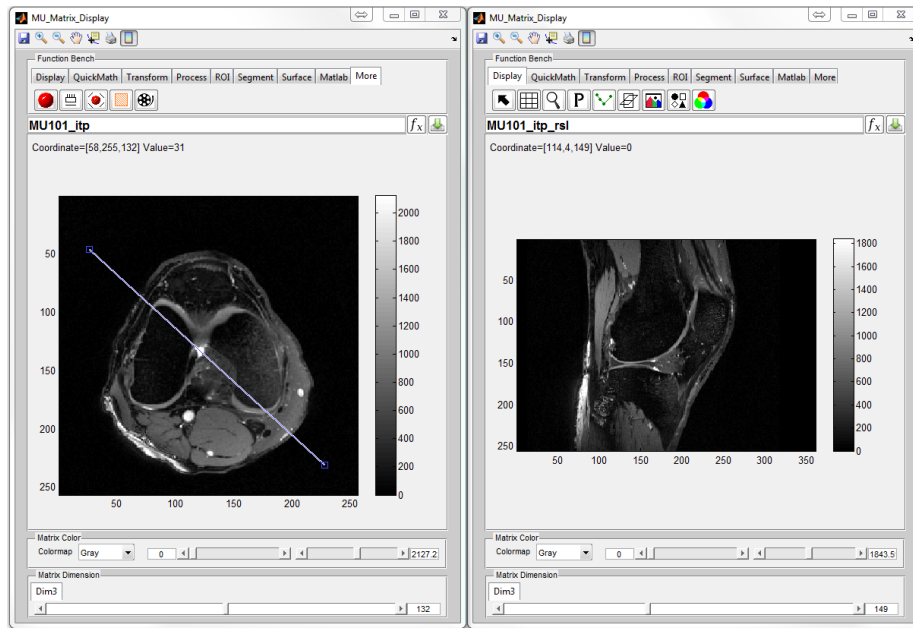 MU_Matrix_Display
Function Bench
Display QuickMath Transform Process ROI Segment Surface Matlab More
MU101_itp
fx
Coordinate=[58,255,132] Value=31
50
100
150
200
250
50 100 150 200 250
2000
1800
1600
1400
1200
1000
800
600
400
200
0
Matrix Color
Colormap Gray 0 2127.2
Matrix Dimension
Dim3
132
MU_Matrix_Display
Function Bench
Display QuickMath Transform Process ROI Segment Surface Matlab More
P
MU101_itp_rsl
fx
Coordinate=[114,4,149] Value=0
50
100
150
200
250
50 100 150 200 250 300 350
1800
1600
1400
1200
1000
800
600
400
200
0
Matrix Color
Colormap Gray 0 1843.5
Matrix Dimension
Dim3
149